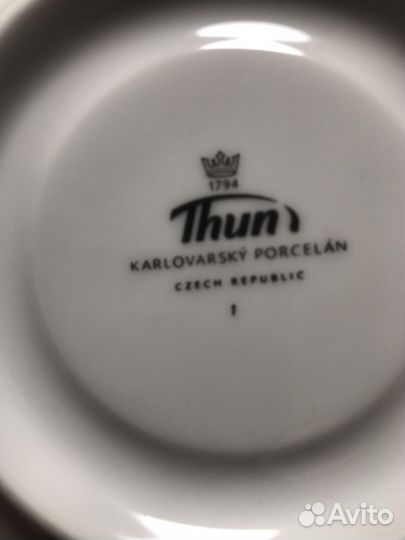 1794
Thun
KARLOVARSKÝ PORCELÁN
CZECH REPUBLIC
1
Avito